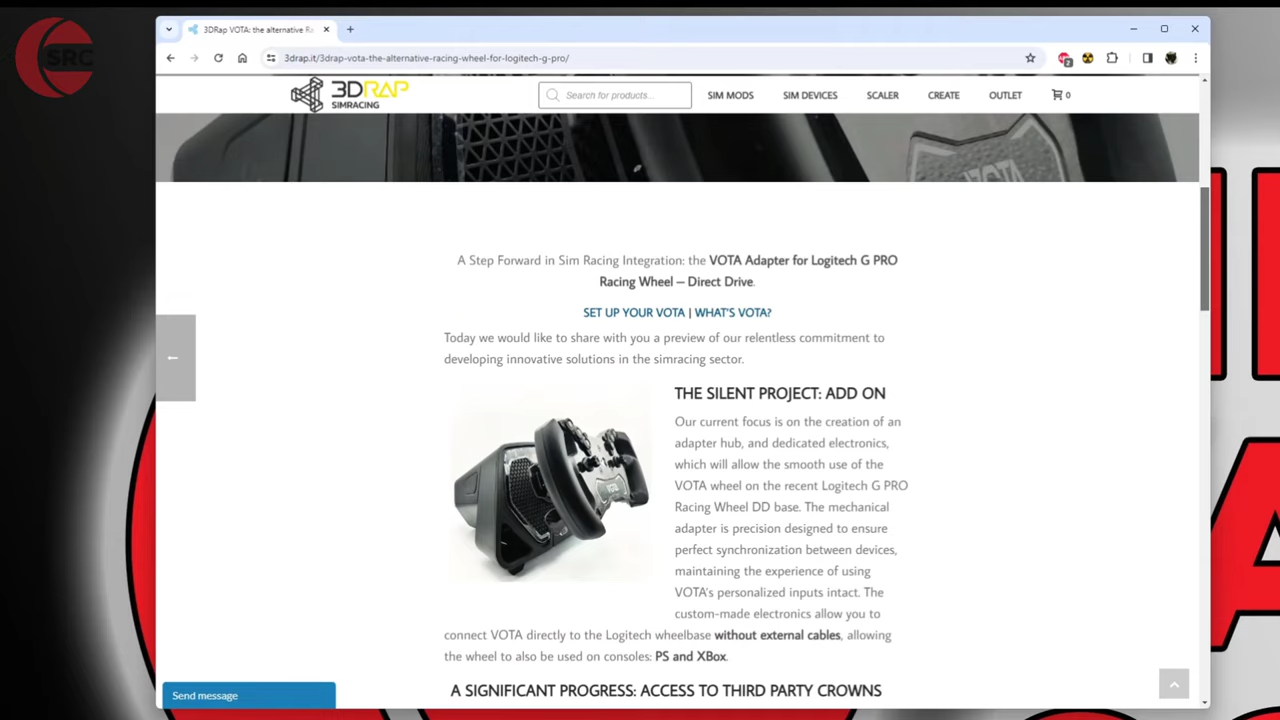 SRC
3DRap VOTA: the alternative Ra
3drap.it/3drap-vota-the-alternative-racing-wheel-for-logitech-g-pro/
2
3DRAP
SIMRACING
Search for products...
SIM MODS
SIM DEVICES
SCALER
CREATE
OUTLET
0
VOTA
A Step Forward in Sim Racing Integration: the VOTA Adapter for Logitech G PRO
Racing Wheel – Direct Drive.
SET UP YOUR VOTA | WHAT'S VOTA?
Today we would like to share with you a preview of our relentless commitment to
developing innovative solutions in the simracing sector.
THE SILENT PROJECT: ADD ON
Our current focus is on the creation of an
adapter hub, and dedicated electronics,
which will allow the smooth use of the
VOTA wheel on the recent Logitech G PRO
Racing Wheel DD base. The mechanical
adapter is precision designed to ensure
perfect synchronization between devices,
maintaining the experience of using
VOTA's personalized inputs intact. The
custom-made electronics allow you to
connect VOTA directly to the Logitech wheelbase without external cables, allowing
the wheel to also be used on consoles: PS and XBox.
A SIGNIFICANT PROGRESS: ACCESS TO THIRD PARTY CROWNS
Send message